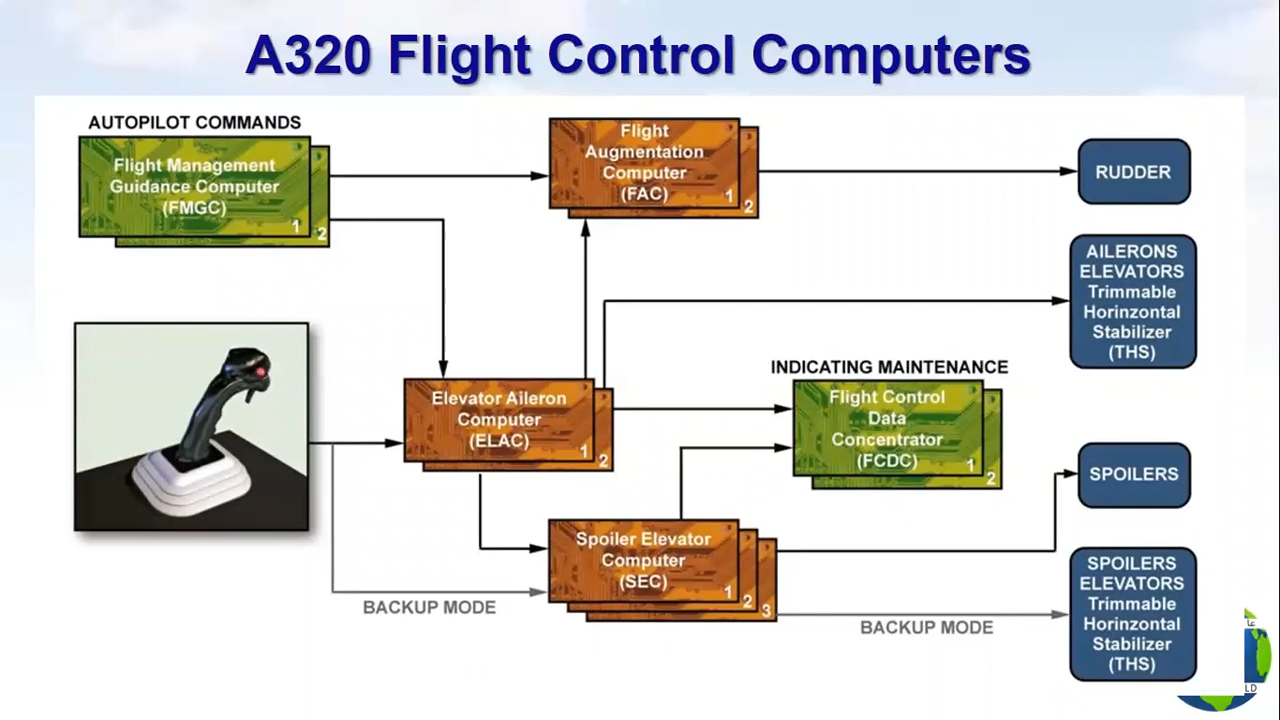 A320 Flight Control Computers
AUTOPILOT COMMANDS
Flight Management
Guidance Computer
(FMGC)
1
2
Flight
Augmentation
Computer
(FAC)
1
2
RUDDER
AILERONS
ELEVATORS
Trimmable
Horinzontal
Stabilizer
(THS)
Elevator Aileron
Computer
(ELAC)
1
2
INDICATING MAINTENANCE
Flight Control
Data
Concentrator
(FCDC)
1
2
SPOILERS
Spoiler Elevator
Computer
(SEC)
1
2
3
BACKUP MODE
BACKUP MODE
SPOILERS
ELEVATORS
Trimmable
Horinzontal
Stabilizer
(THS)
LD